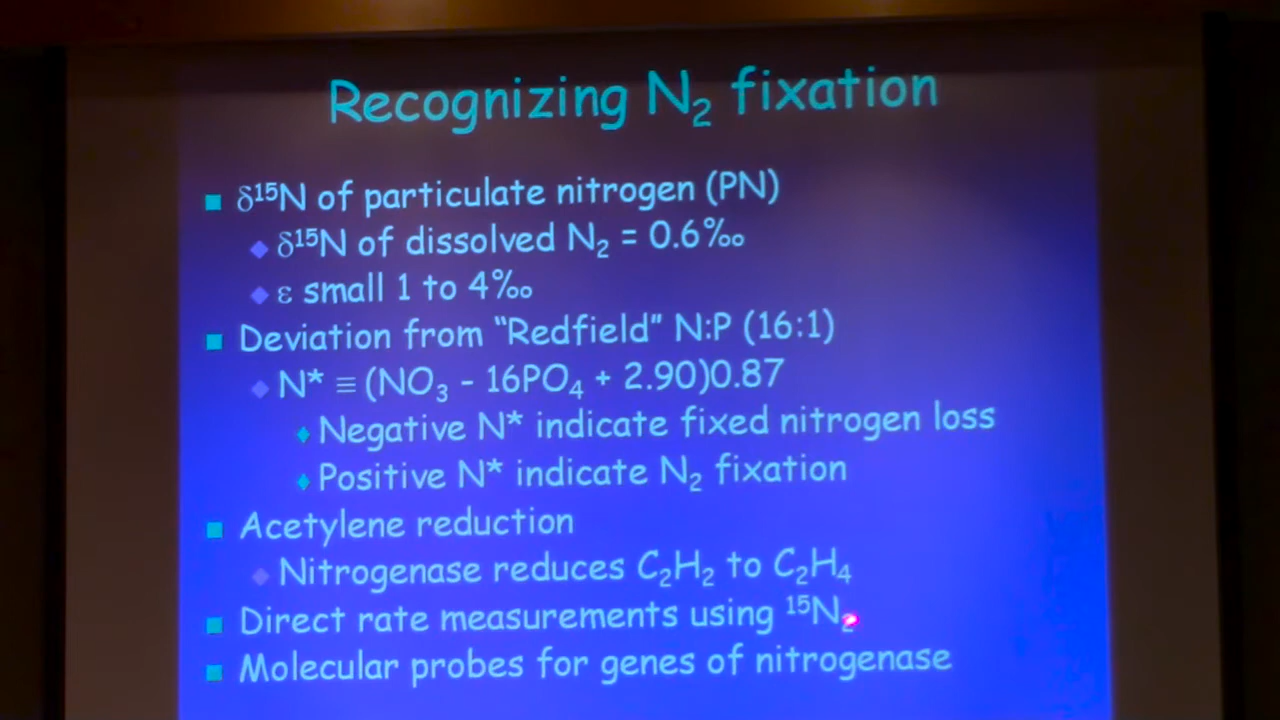 Recognizing N₂ fixation
δ¹⁵N of particulate nitrogen (PN)
δ¹⁵N of dissolved N₂ = 0.6‰
ε small 1 to 4‰
Deviation from “Redfield” N:P (16:1)
N* ≡ (NO₃ - 16PO₄ + 2.90)0.87
Negative N* indicate fixed nitrogen loss
Positive N* indicate N₂ fixation
Acetylene reduction
Nitrogenase reduces C₂H₂ to C₂H₄
Direct rate measurements using ¹⁵N₂
Molecular probes for genes of nitrogenase